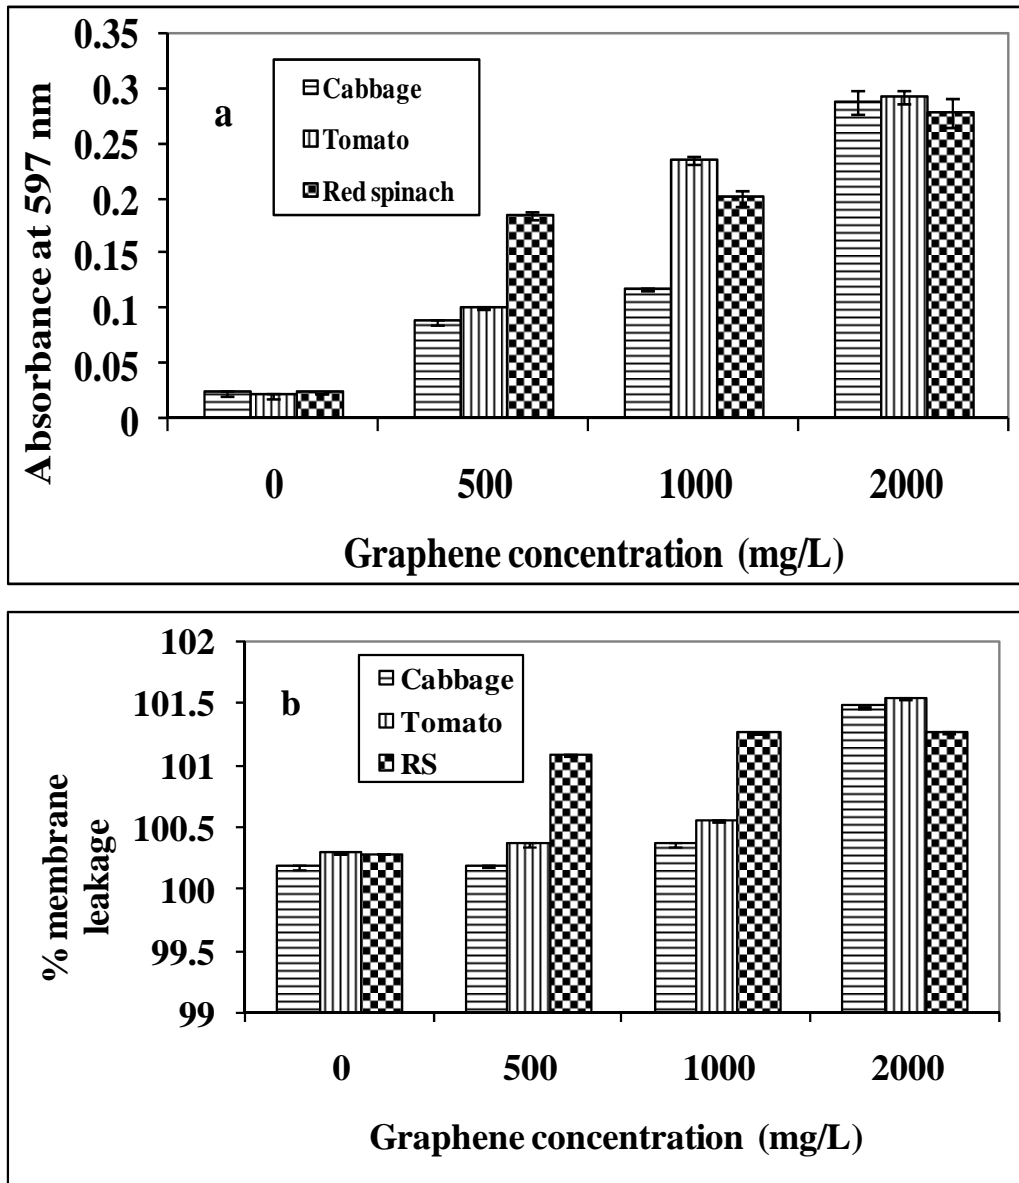 0.35
0.3
0.25
0.2
0.15
0.1
0.05
0
Absorbance at 597 nm
a
Cabbage
Tomato
Red spinach
0 500 1000 2000
Graphene concentration (mg/L)
102
101.5
101
100.5
100
99.5
99
% membrane
leakage
b
Cabbage
Tomato
RS
0 500 1000 2000
Graphene concentration (mg/L)